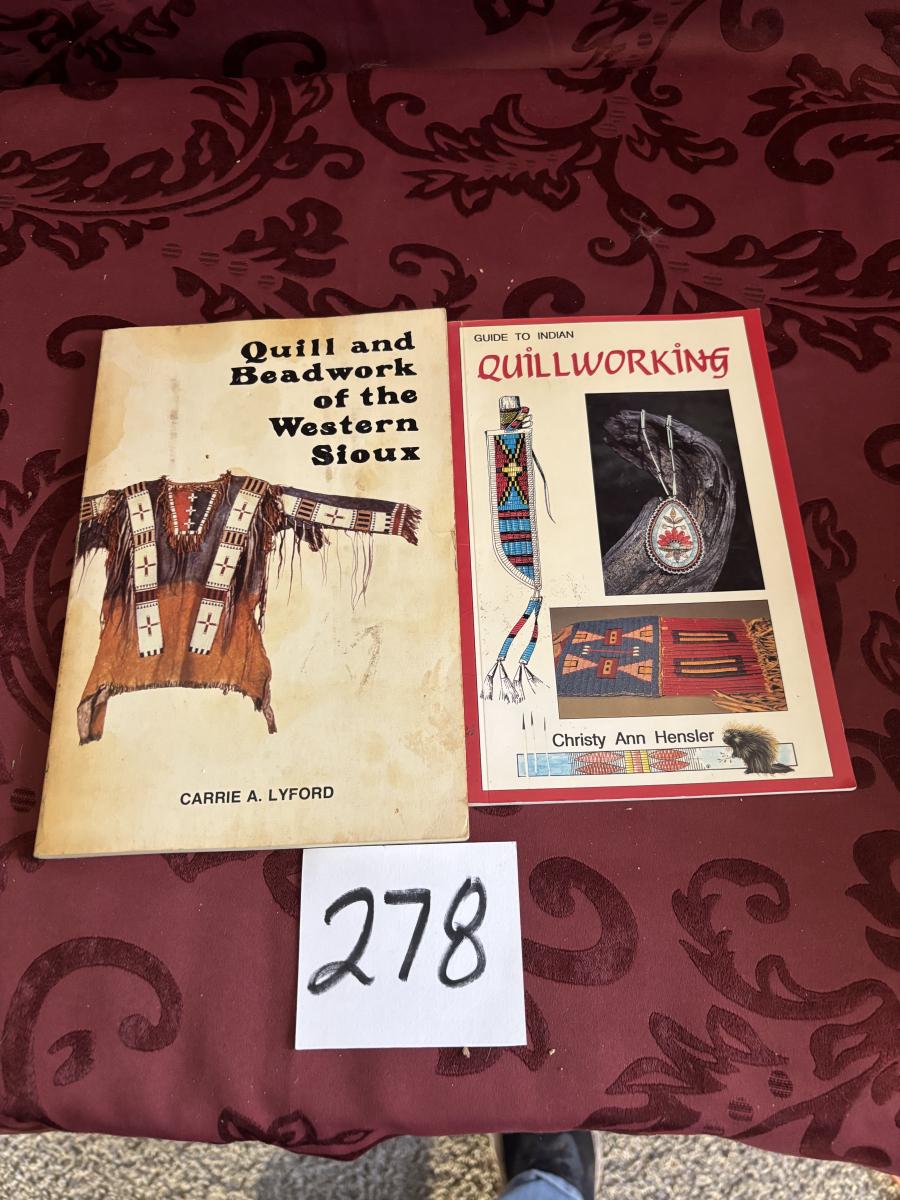 Quill and
Beadwork
of the
Western
Sioux
CARRIE A. LYFORD
GUIDE TO INDIAN
QUILLWORKING
Christy Ann Hensler
278